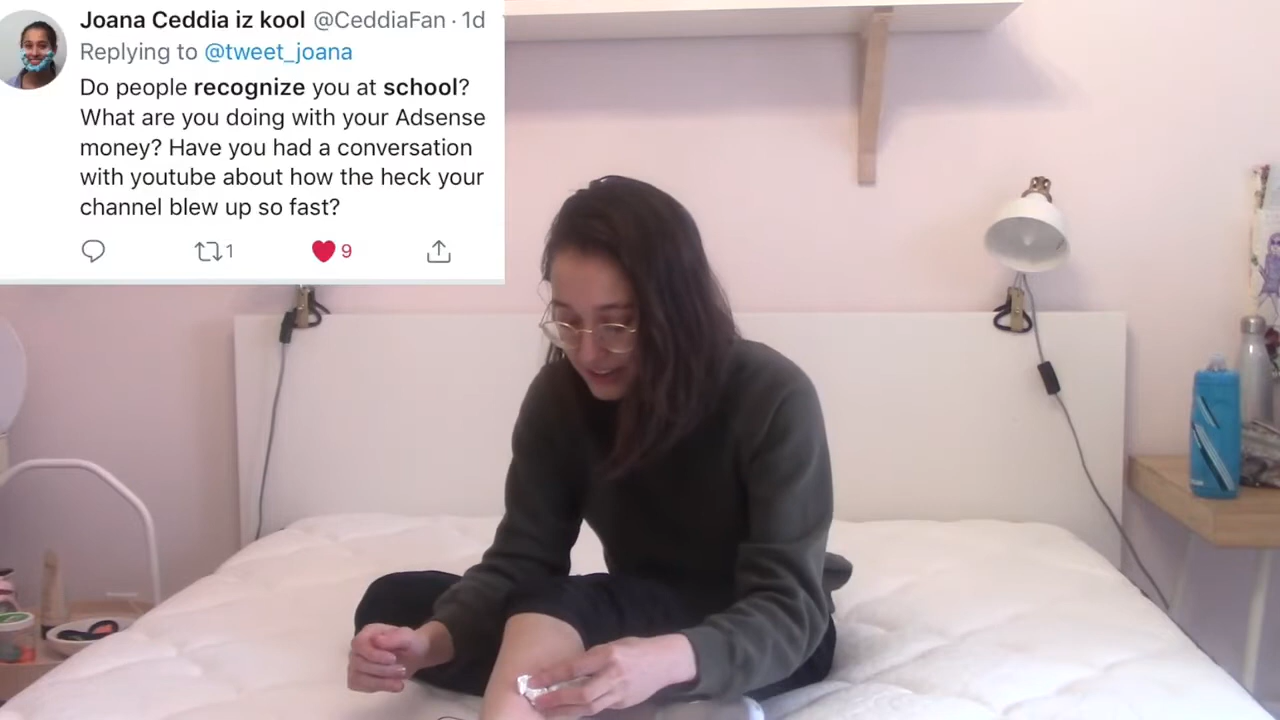 Joana Ceddia iz kool @CeddiaFan · 1d
Replying to @tweet_joana
Do people recognize you at school?
What are you doing with your Adsense
money? Have you had a conversation
with youtube about how the heck your
channel blew up so fast?
1 9